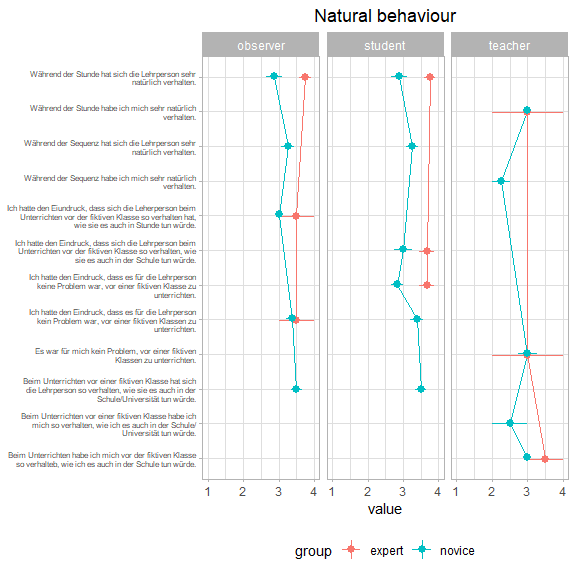 Natural behaviour
observer student teacher
Während der Stunde hat sich die Lehrperson sehr
natürlich verhalten.
Während der Stunde habe ich mich sehr natürlich
verhalten.
Während der Sequenz hat sich die Lehrperson sehr
natürlich verhalten.
Während der Sequenz habe ich mich sehr natürlich
verhalten.
Ich hatte den Eiundruck, dass sich die Lehrperson beim
Unterrichten vor der fiktiven Klasse so verhalten hat,
wie sie es auch in Stunde tun würde.
Ich hatte den Eindruck, dass sich die Lehrperson beim
Unterrichten vor der fiktiven Klasse so verhalten, wie
sie es auch in der Schule tun würde.
Ich hatte den Eindruck, dass es für die Lehrperson
keine Problem war, vor einer fiktiven Klasse zu
unterrichten.
Ich hatte den Eindruck, dass es für die Lehrperson
kein Problem war, vor einer fiktiven Klassen zu
unterrichten.
Es war für mich kein Problem, vor einer fiktiven
Klassen zu unterrichten.
Beim Unterrichten vor einer fiktiven Klasse hat sich
die Lehrperson so verhalten, wie sie es auch in der
Schule/Universität tun würde.
Beim Unterrichten vor einer fiktiven Klasse habe ich
mich so verhalten, wie ich es auch in der Schule/
Universität tun würde.
Beim Unterrichten habe ich mich vor der fiktiven Klasse
so verhalteb, wie ich es auch in der Schule tun würde.
1 2 3 4 1 2 3 4 1 2 3 4
value
group expert novice